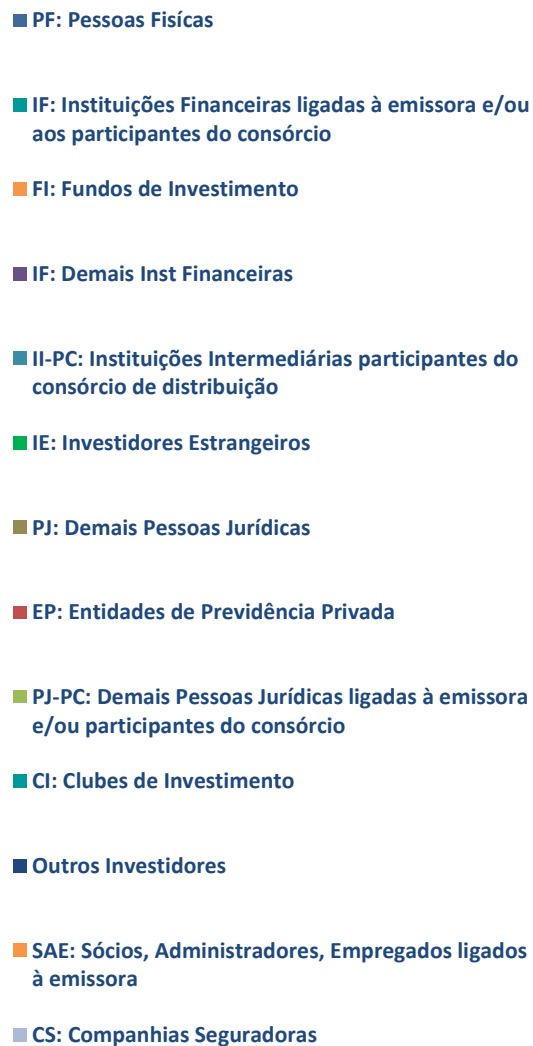 PF: Pessoas Fisícas
IF: Instituições Financeiras ligadas à emissora e/ou
aos participantes do consórcio
FI: Fundos de Investimento
IF: Demais Inst Financeiras
II-PC: Instituições Intermediárias participantes do
consórcio de distribuição
IE: Investidores Estrangeiros
PJ: Demais Pessoas Jurídicas
EP: Entidades de Previdência Privada
PJ-PC: Demais Pessoas Jurídicas ligadas à emissora
e/ou participantes do consórcio
CI: Clubes de Investimento
Outros Investidores
SAE: Sócios, Administradores, Empregados ligados
à emissora
CS: Companhias Seguradoras